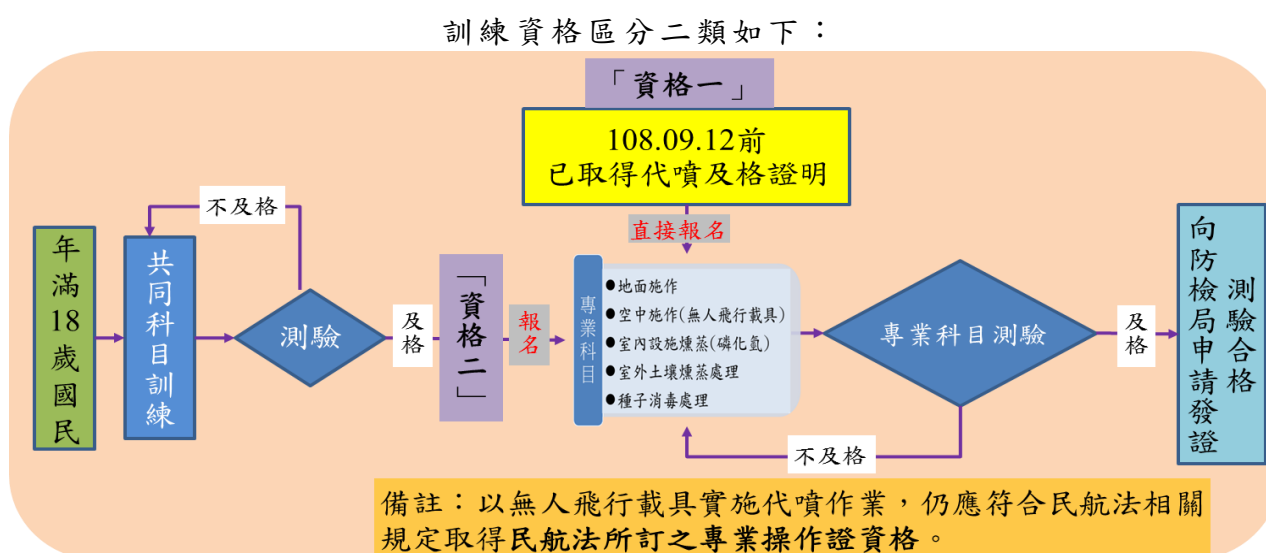 訓練資格區分二類如下：
「資格一」
108.09.12前
已取得代噴及格證明
直接報名
年滿18歲國民
共同科目訓練
不及格
測驗
及格
「資格二」
報名
專業科目
●地面施作
●空中施作(無人飛行載具)
●室內設施燻蒸(磷化氫)
●室外土壤燻蒸處理
●種子消毒處理
專業科目測驗
不及格
及格
測驗合格
向防檢局申請發證
備註：以無人飛行載具實施代噴作業，仍應符合民航法相關
規定取得民航法所訂之專業操作證資格。